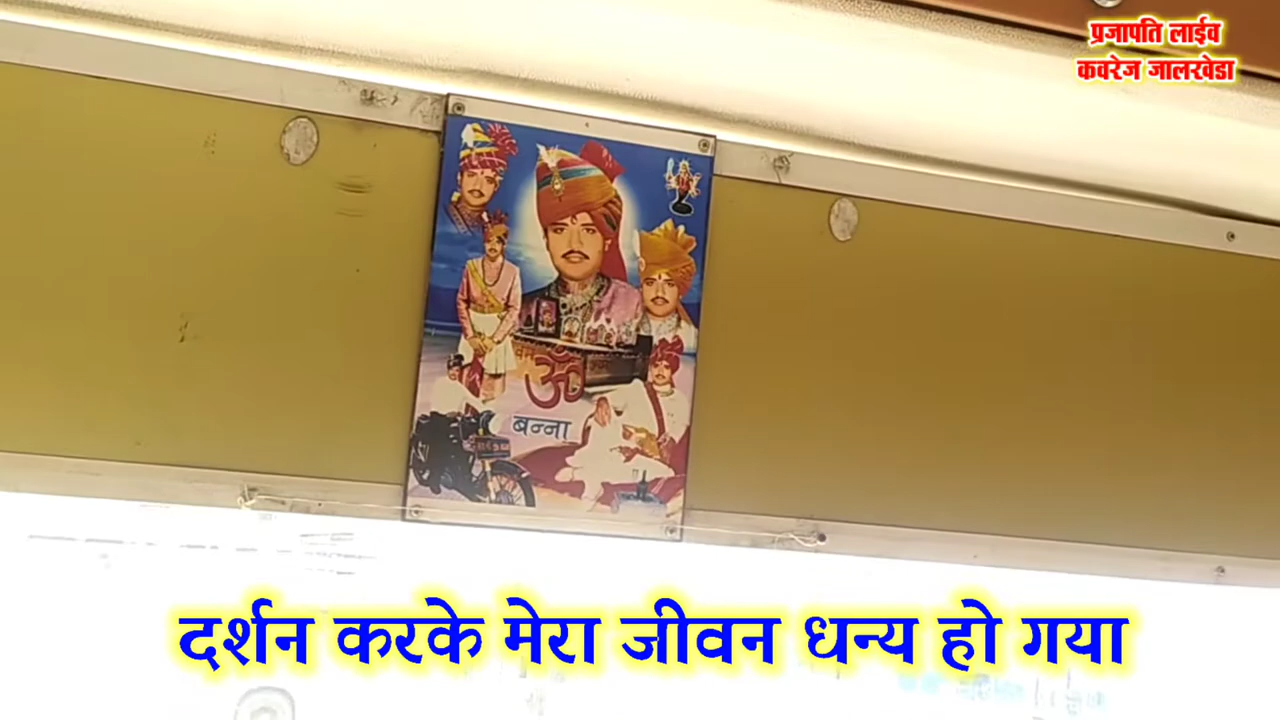 प्रजापति लाईव
कवरेज जालखेडा
ॐ
बन्ना
दर्शन करके मेरा जीवन धन्य हो गया